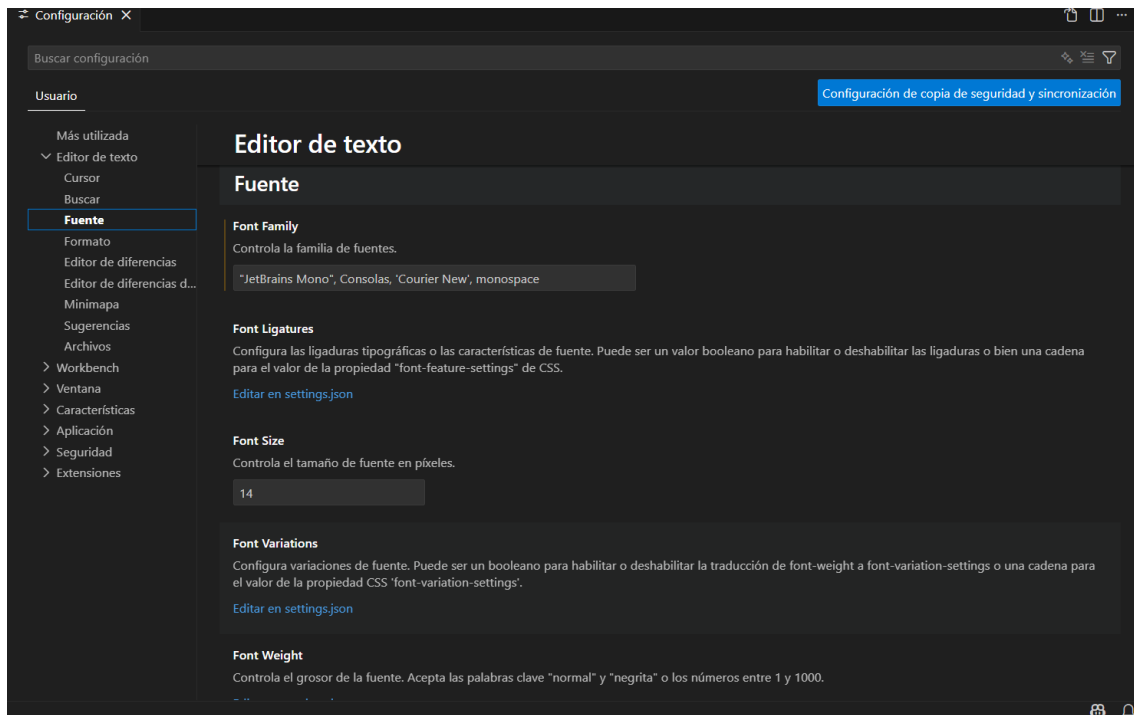 Configuración
Buscar configuración
Usuario
Configuración de copia de seguridad y sincronización
Más utilizada
Editor de texto
Cursor
Buscar
Fuente
Formato
Editor de diferencias
Editor de diferencias d...
Minimapa
Sugerencias
Archivos
Workbench
Ventana
Características
Aplicación
Seguridad
Extensiones
Editor de texto
Fuente
Font Family
Controla la familia de fuentes.
"JetBrains Mono", Consolas, 'Courier New', monospace
Font Ligatures
Configura las ligaduras tipográficas o las características de fuente. Puede ser un valor booleano para habilitar o deshabilitar las ligaduras o bien una cadena
para el valor de la propiedad "font-feature-settings" de CSS.
Editar en settings.json
Font Size
Controla el tamaño de fuente en píxeles.
14
Font Variations
Configura variaciones de fuente. Puede ser un booleano para habilitar o deshabilitar la traducción de font-weight a font-variation-settings o una cadena para
el valor de la propiedad CSS 'font-variation-settings'.
Editar en settings.json
Font Weight
Controla el grosor de la fuente. Acepta las palabras clave "normal" y "negrita" o los números entre 1 y 1000.